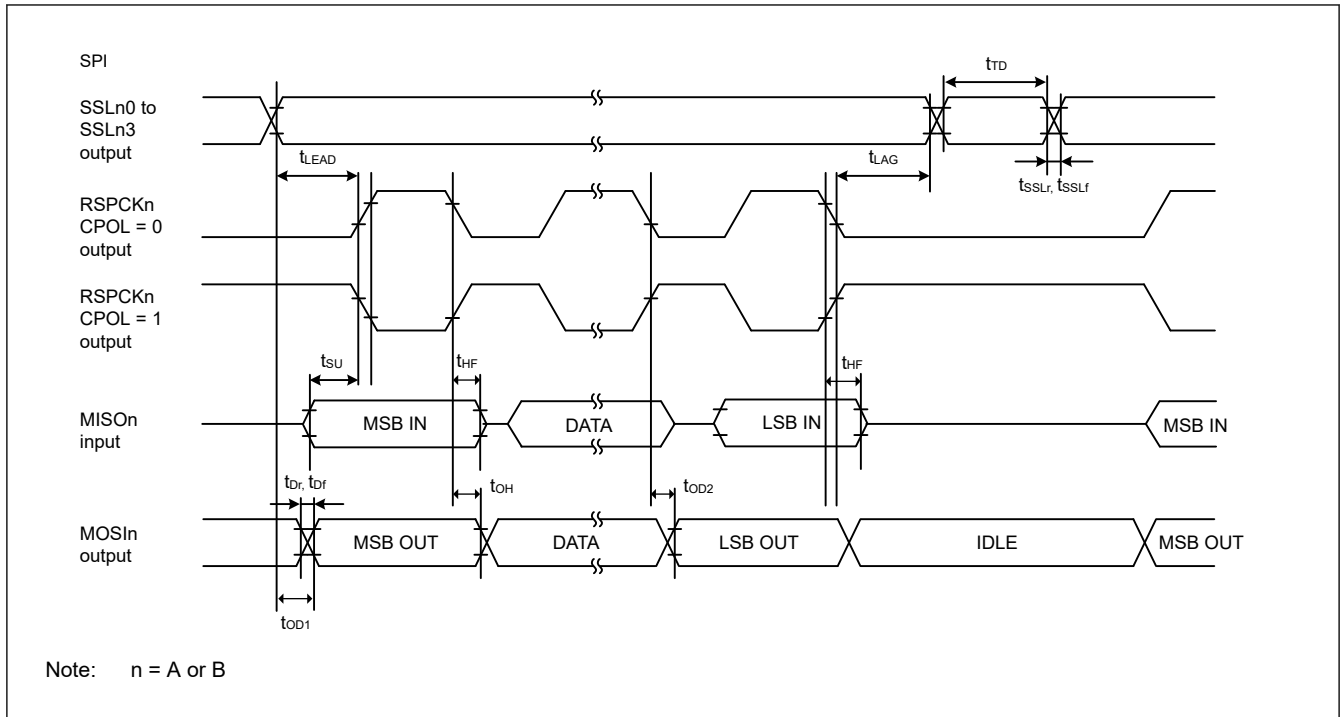 SPI
tTD
SSLn0 to
SSLn3
output
tLEAD
tLAG
tSSLr, tSSLf
RSPCKn
CPOL = 0
output
RSPCKn
CPOL = 1
output
tSU
tHF
tHF
MISOn
input
MSB IN
DATA
LSB IN
MSB IN
tDr, tDf
tOH
tOD2
MOSIn
output
MSB OUT
DATA
LSB OUT
IDLE
MSB OUT
tOD1
Note: n = A or B